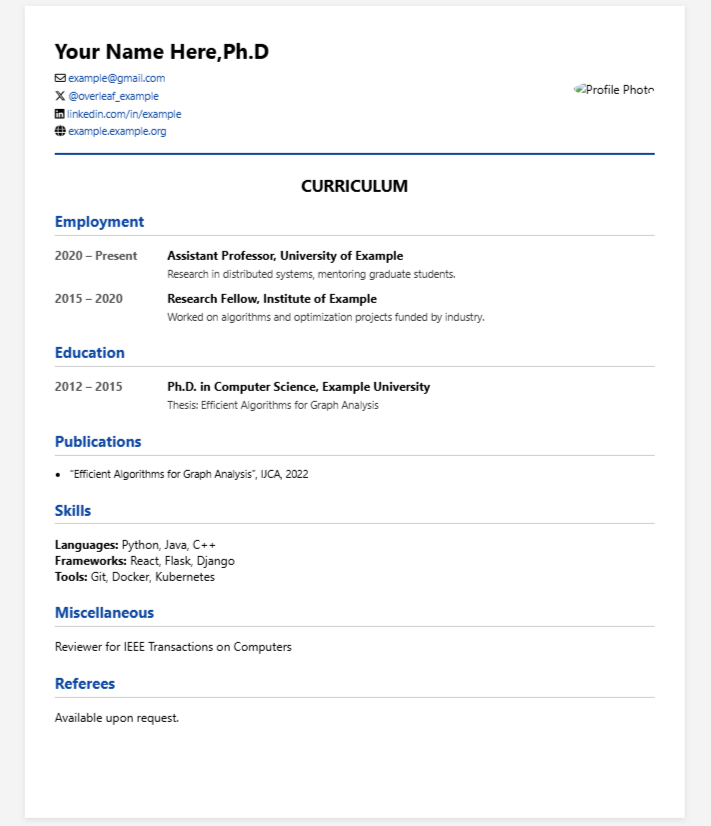 Your Name Here,Ph.D
example@gmail.com
@overleaf_example
linkedin.com/in/example
example.example.org
Profile Photo
CURRICULUM
Employment
2020 – Present Assistant Professor, University of Example
Research in distributed systems, mentoring graduate students.
2015 – 2020 Research Fellow, Institute of Example
Worked on algorithms and optimization projects funded by industry.
Education
2012 – 2015 Ph.D. in Computer Science, Example University
Thesis: Efficient Algorithms for Graph Analysis
Publications
• “Efficient Algorithms for Graph Analysis”, IJCA, 2022
Skills
Languages: Python, Java, C++
Frameworks: React, Flask, Django
Tools: Git, Docker, Kubernetes
Miscellaneous
Reviewer for IEEE Transactions on Computers
Referees
Available upon request.